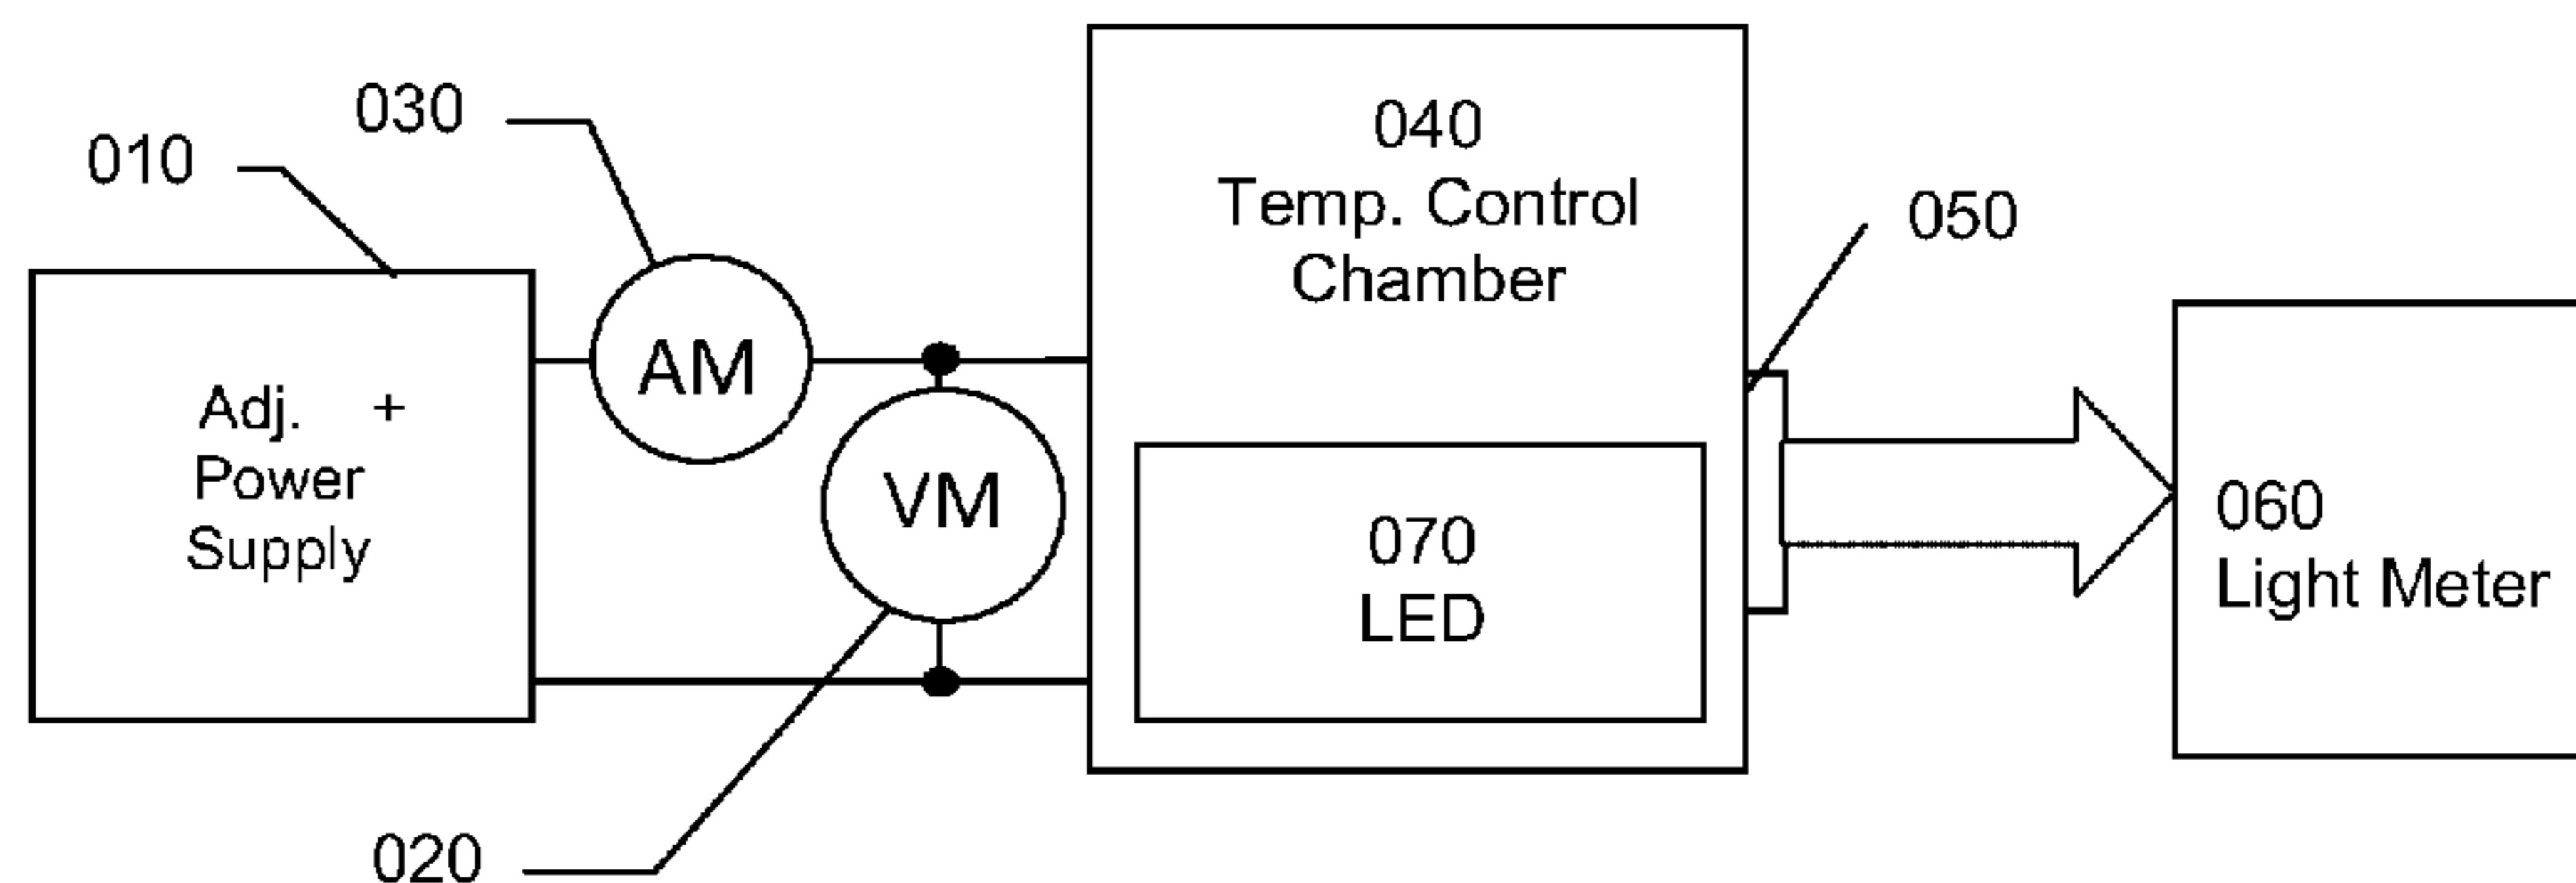 030
010
040
Temp. Control
Chamber
050
AM
Adj. +
Power
Supply
VM
070
LED
060
Light Meter
020